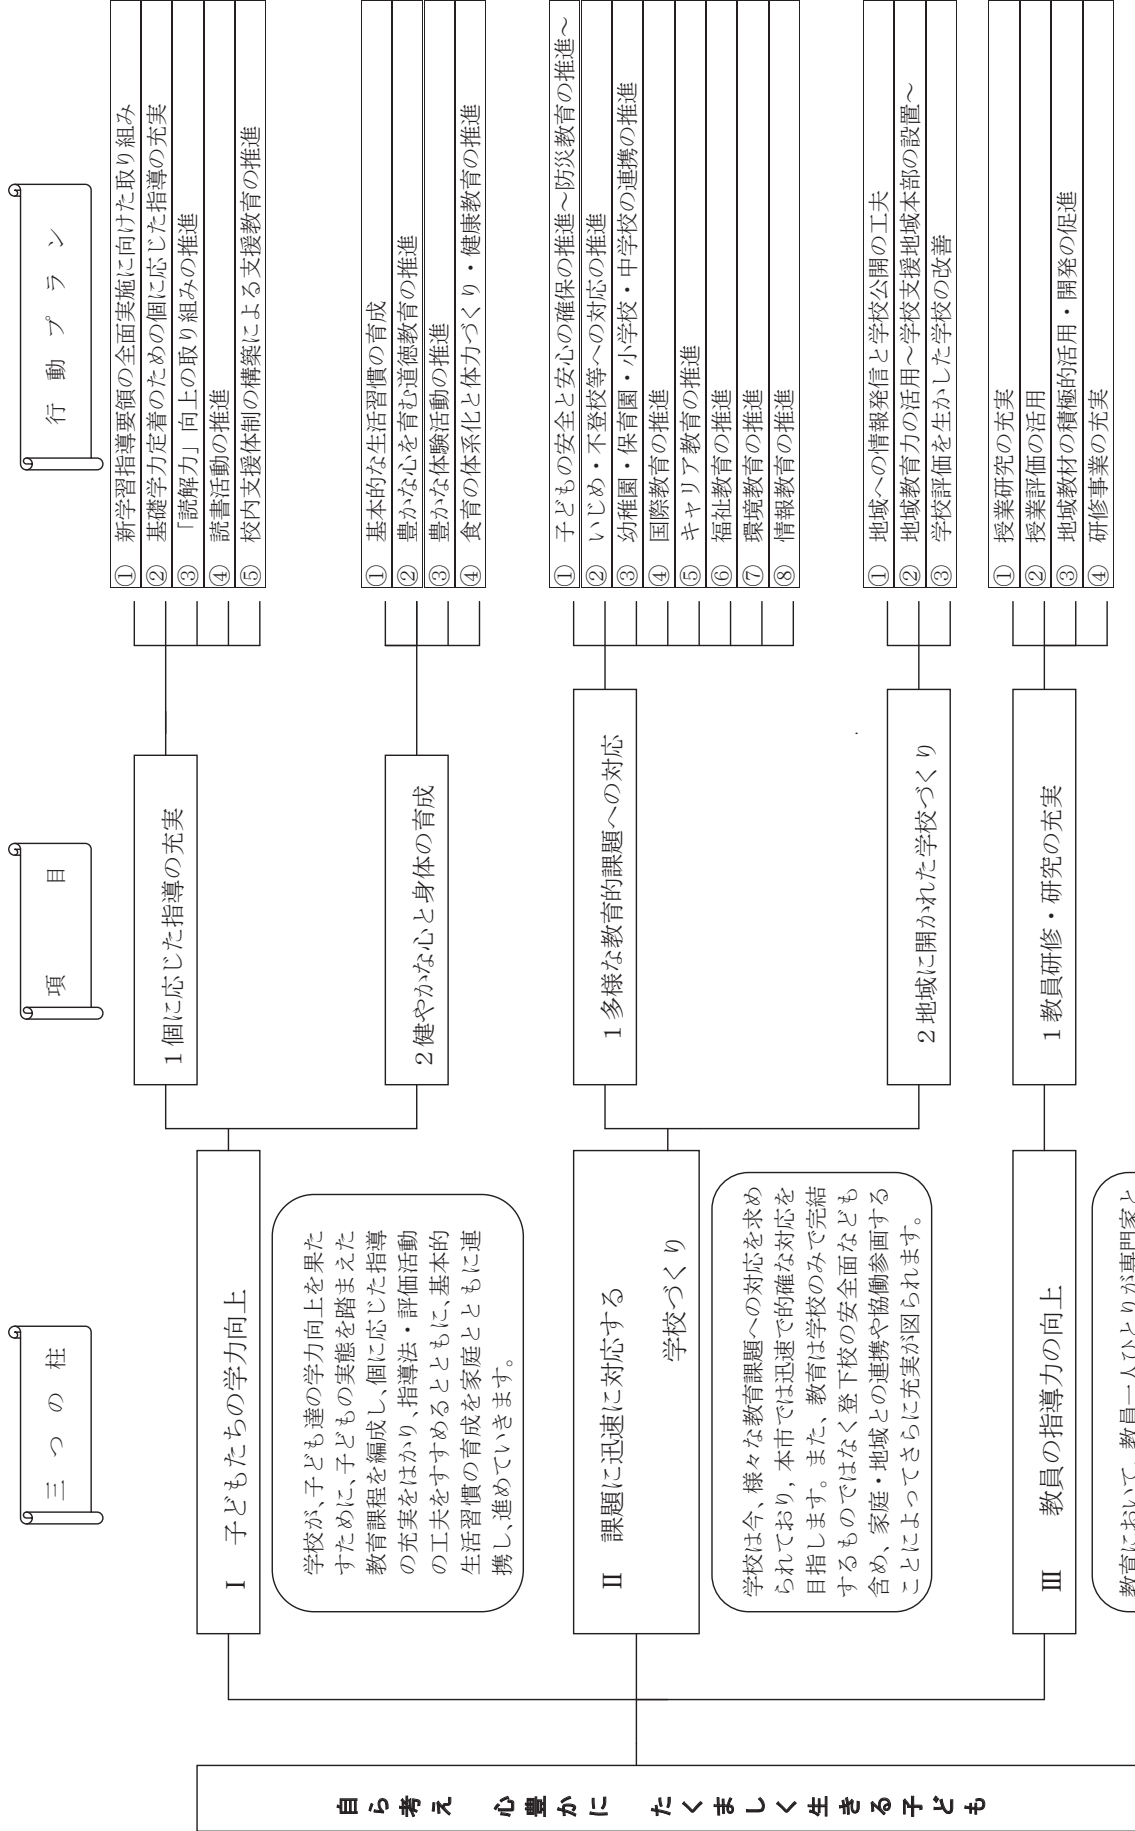 三つの柱
項　目
行動プラン
自ら考え　心豊かに　たくましく生きる子ども
Ⅰ　子どもたちの学力向上
学校が、子ども達の学力向上を果た
すために、子どもの実態を踏まえた
教育課程を編成し、個に応じた指導
の充実をはかり、指導法・評価活動
の工夫をすすめるとともに、基本的
生活習慣の育成を家庭とともに連
携し、進めていきます。
1 個に応じた指導の充実
① 新学習指導要領の全面実施に向けた取り組み
② 基礎学力定着のための個に応じた指導の充実
③ 「読解力」向上の取り組みの推進
④ 読書活動の推進
⑤ 校内支援体制の構築による支援教育の推進
2 健やかな心と身体の育成
① 基本的な生活習慣の育成
② 豊かな心を育む道徳教育の推進
③ 豊かな体験活動の推進
④ 食育の体系化と体力づくり・健康教育の推進
Ⅱ　課題に迅速に対応する
学校づくり
学校は今、様々な教育課題への対応を求め
られており，本市では迅速で的確な対応を
目指します。また、教育は学校のみで完結
するものではなく登下校の安全面なども
含め、家庭・地域との連携や協働参画する
ことによってさらに充実が図られます。
1 多様な教育的課題への対応
① 子どもの安全と安心の確保の推進～防災教育の推進～
② いじめ・不登校等への対応の推進
③ 幼稚園・保育園・小学校・中学校の連携の推進
④ 国際教育の推進
⑤ キャリア教育の推進
⑥ 福祉教育の推進
⑦ 環境教育の推進
⑧ 情報教育の推進
2 地域に開かれた学校づくり
① 地域への情報発信と学校公開の工夫
② 地域教育力の活用～学校支援地域本部の設置～
③ 学校評価を生かした学校の改善
Ⅲ　教員の指導力の向上
教育において、教員一人ひとりが専門家と
1 教員研修・研究の充実
① 授業研究の充実
② 授業評価の活用
③ 地域教材の積極的活用・開発の促進
④ 研修事業の充実